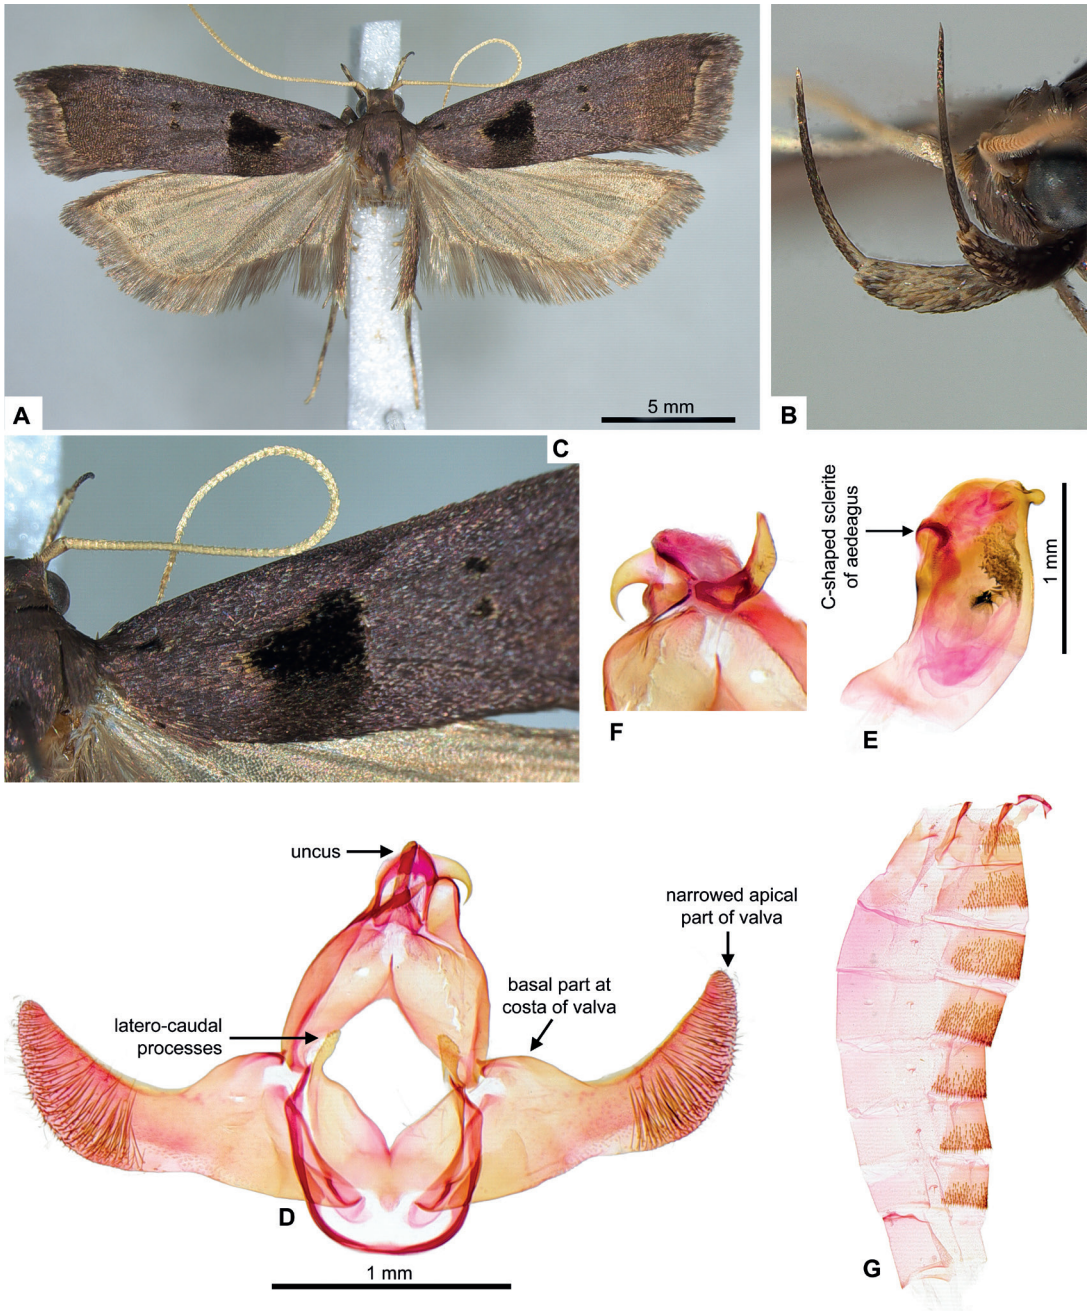 A
5 mm
B
C
C-shaped sclerite
of aedeagus
1 mm
F
E
uncus
narrowed apical
part of valva
basal part at
costa of valva
latero-caudal
processes
D
1 mm
G